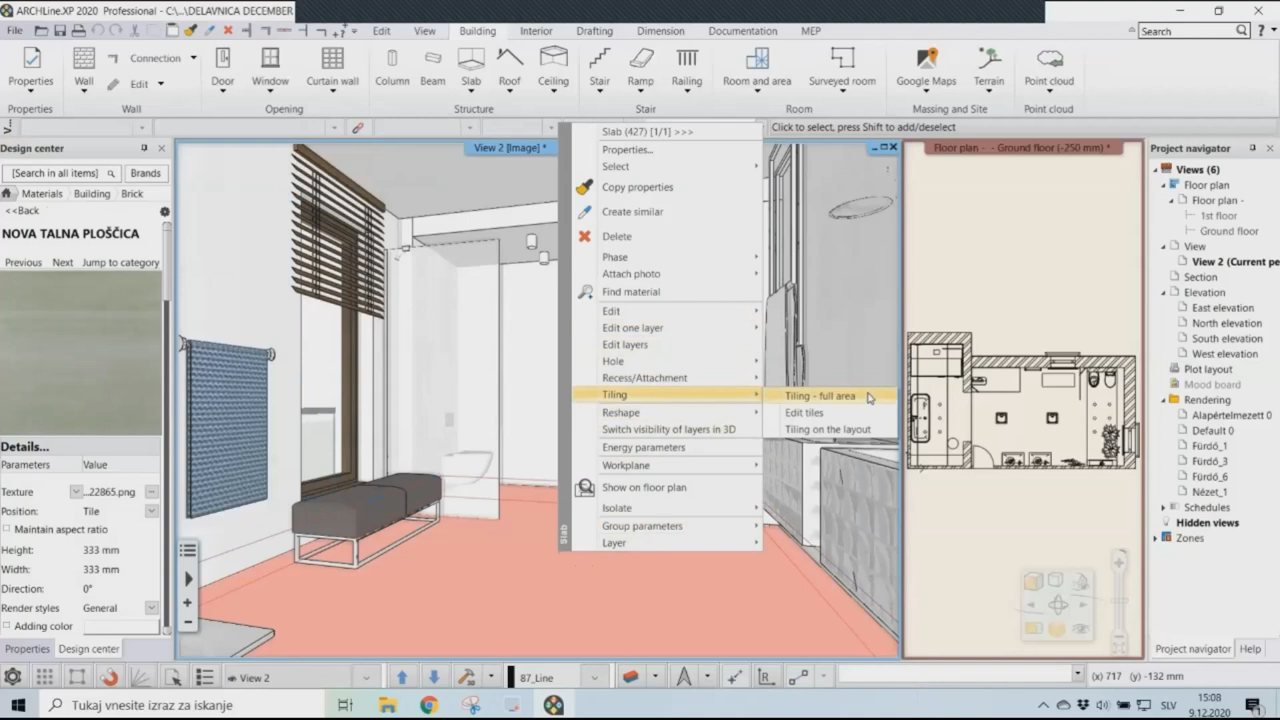 ARCHLine.XP 2020 Professional - C:\...\DELAVNICA DECEMBER
File Edit View Building Interior Drafting Dimension Documentation MEP Search
Properties Wall Connection Edit Door Window Curtain wall Column Beam Slab Roof Ceiling Stair Ramp Railing Room and area Surveyed room Google Maps Terrain Point cloud
Properties Wall Opening Structure Stair Room Massing and Site Point cloud
Click to select, press Shift to add/deselect
Design center
[Search in all items] Brands
Materials Building Brick
<<Back
NOVA TALNA PLOŠČICA
Previous Next Jump to category
Details...
Parameters Value
Texture ...22865.png ...
Position: Tile
Maintain aspect ratio
Height: 333 mm
Width: 333 mm
Direction: 0°
Render styles General
Adding color
Properties Design center
View 2 [Image] *
Slab (427) [1/1] >>>
Properties...
Select
Copy properties
Create similar
Delete
Phase
Attach photo
Find material
Edit
Edit one layer
Edit layers
Hole
Recess/Attachment
Tiling
Reshape
Switch visibility of layers in 3D
Energy parameters
Workplane
Show on floor plan
Isolate
Group parameters
Layer
Slab
Tiling - full area
Edit tiles
Tiling on the layout
Floor plan - - Ground floor (-250 mm) *
Project navigator
Views (6)
Floor plan
Floor plan -
1st floor
Ground floor
View
View 2 (Current pe
Section
Elevation
East elevation
North elevation
South elevation
West elevation
Plot layout
Mood board
Rendering
Alapértelmezett 0
Default 0
Fürdő_1
Fürdő_3
Fürdő_6
Nézet_1
Schedules
Hidden views
Zones
Project navigator Help
View 2 87_Line (x) 717 (y) -132 mm
Tukaj vnesite izraz za iskanje
SLV
15:08
9.12.2020